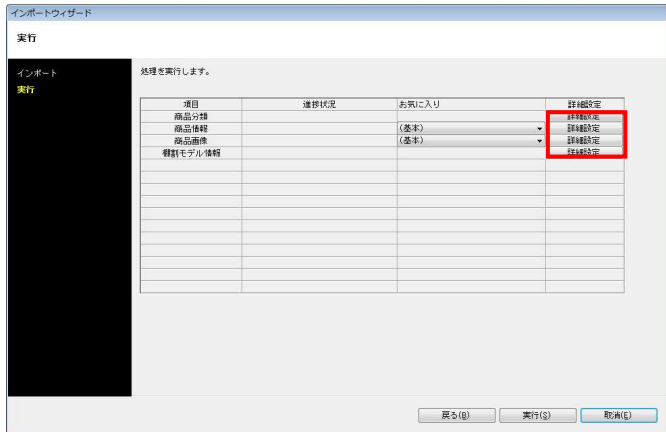 インポートウィザード
実行
インポート
実行
処理を実行します。
項目 進捗状況 お気に入り 詳細設定
商品分類 詳細設定
商品情報 (基本) 詳細設定
商品画像 (基本) 詳細設定
棚割モデル情報 詳細設定
戻る(B) 実行(S) 取消(E)